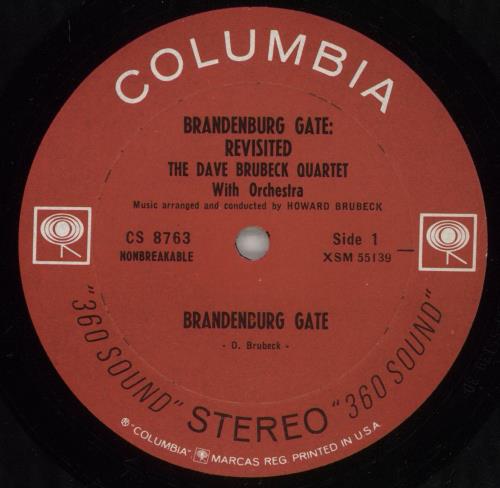 COLUMBIA
BRANDENBURG GATE:
REVISITED
THE DAVE BRUBECK QUARTET
With Orchestra
Music arranged and conducted by HOWARD BRUBECK
CS 8763
NONBREAKABLE
Side 1
XSM 55139
BRANDENBURG GATE
- D. Brubeck -
"360 SOUND" STEREO "360 SOUND"
® "COLUMBIA" MARCAS REG. PRINTED IN U.S.A.